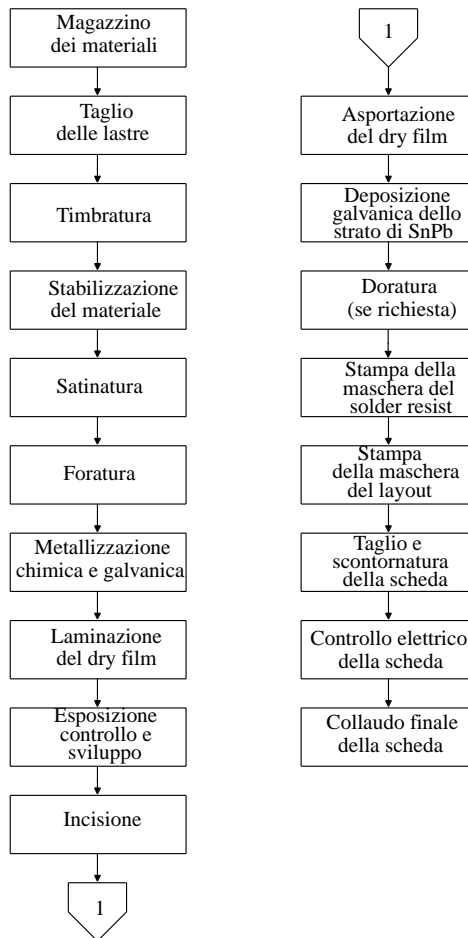 Magazzino
dei materiali
Taglio
delle lastre
Timbratura
Stabilizzazione
del materiale
Satinatura
Foratura
Metallizzazione
chimica e galvanica
Laminazione
del dry film
Esposizione
controllo e
sviluppo
Incisione
1
1
Asportazione
del dry film
Deposizione
galvanica dello
strato di SnPb
Doratura
(se richiesta)
Stampa della
maschera del
solder resist
Stampa
della maschera
del layout
Taglio e
scontornatura
della scheda
Controllo elettrico
della scheda
Collaudo finale
della scheda